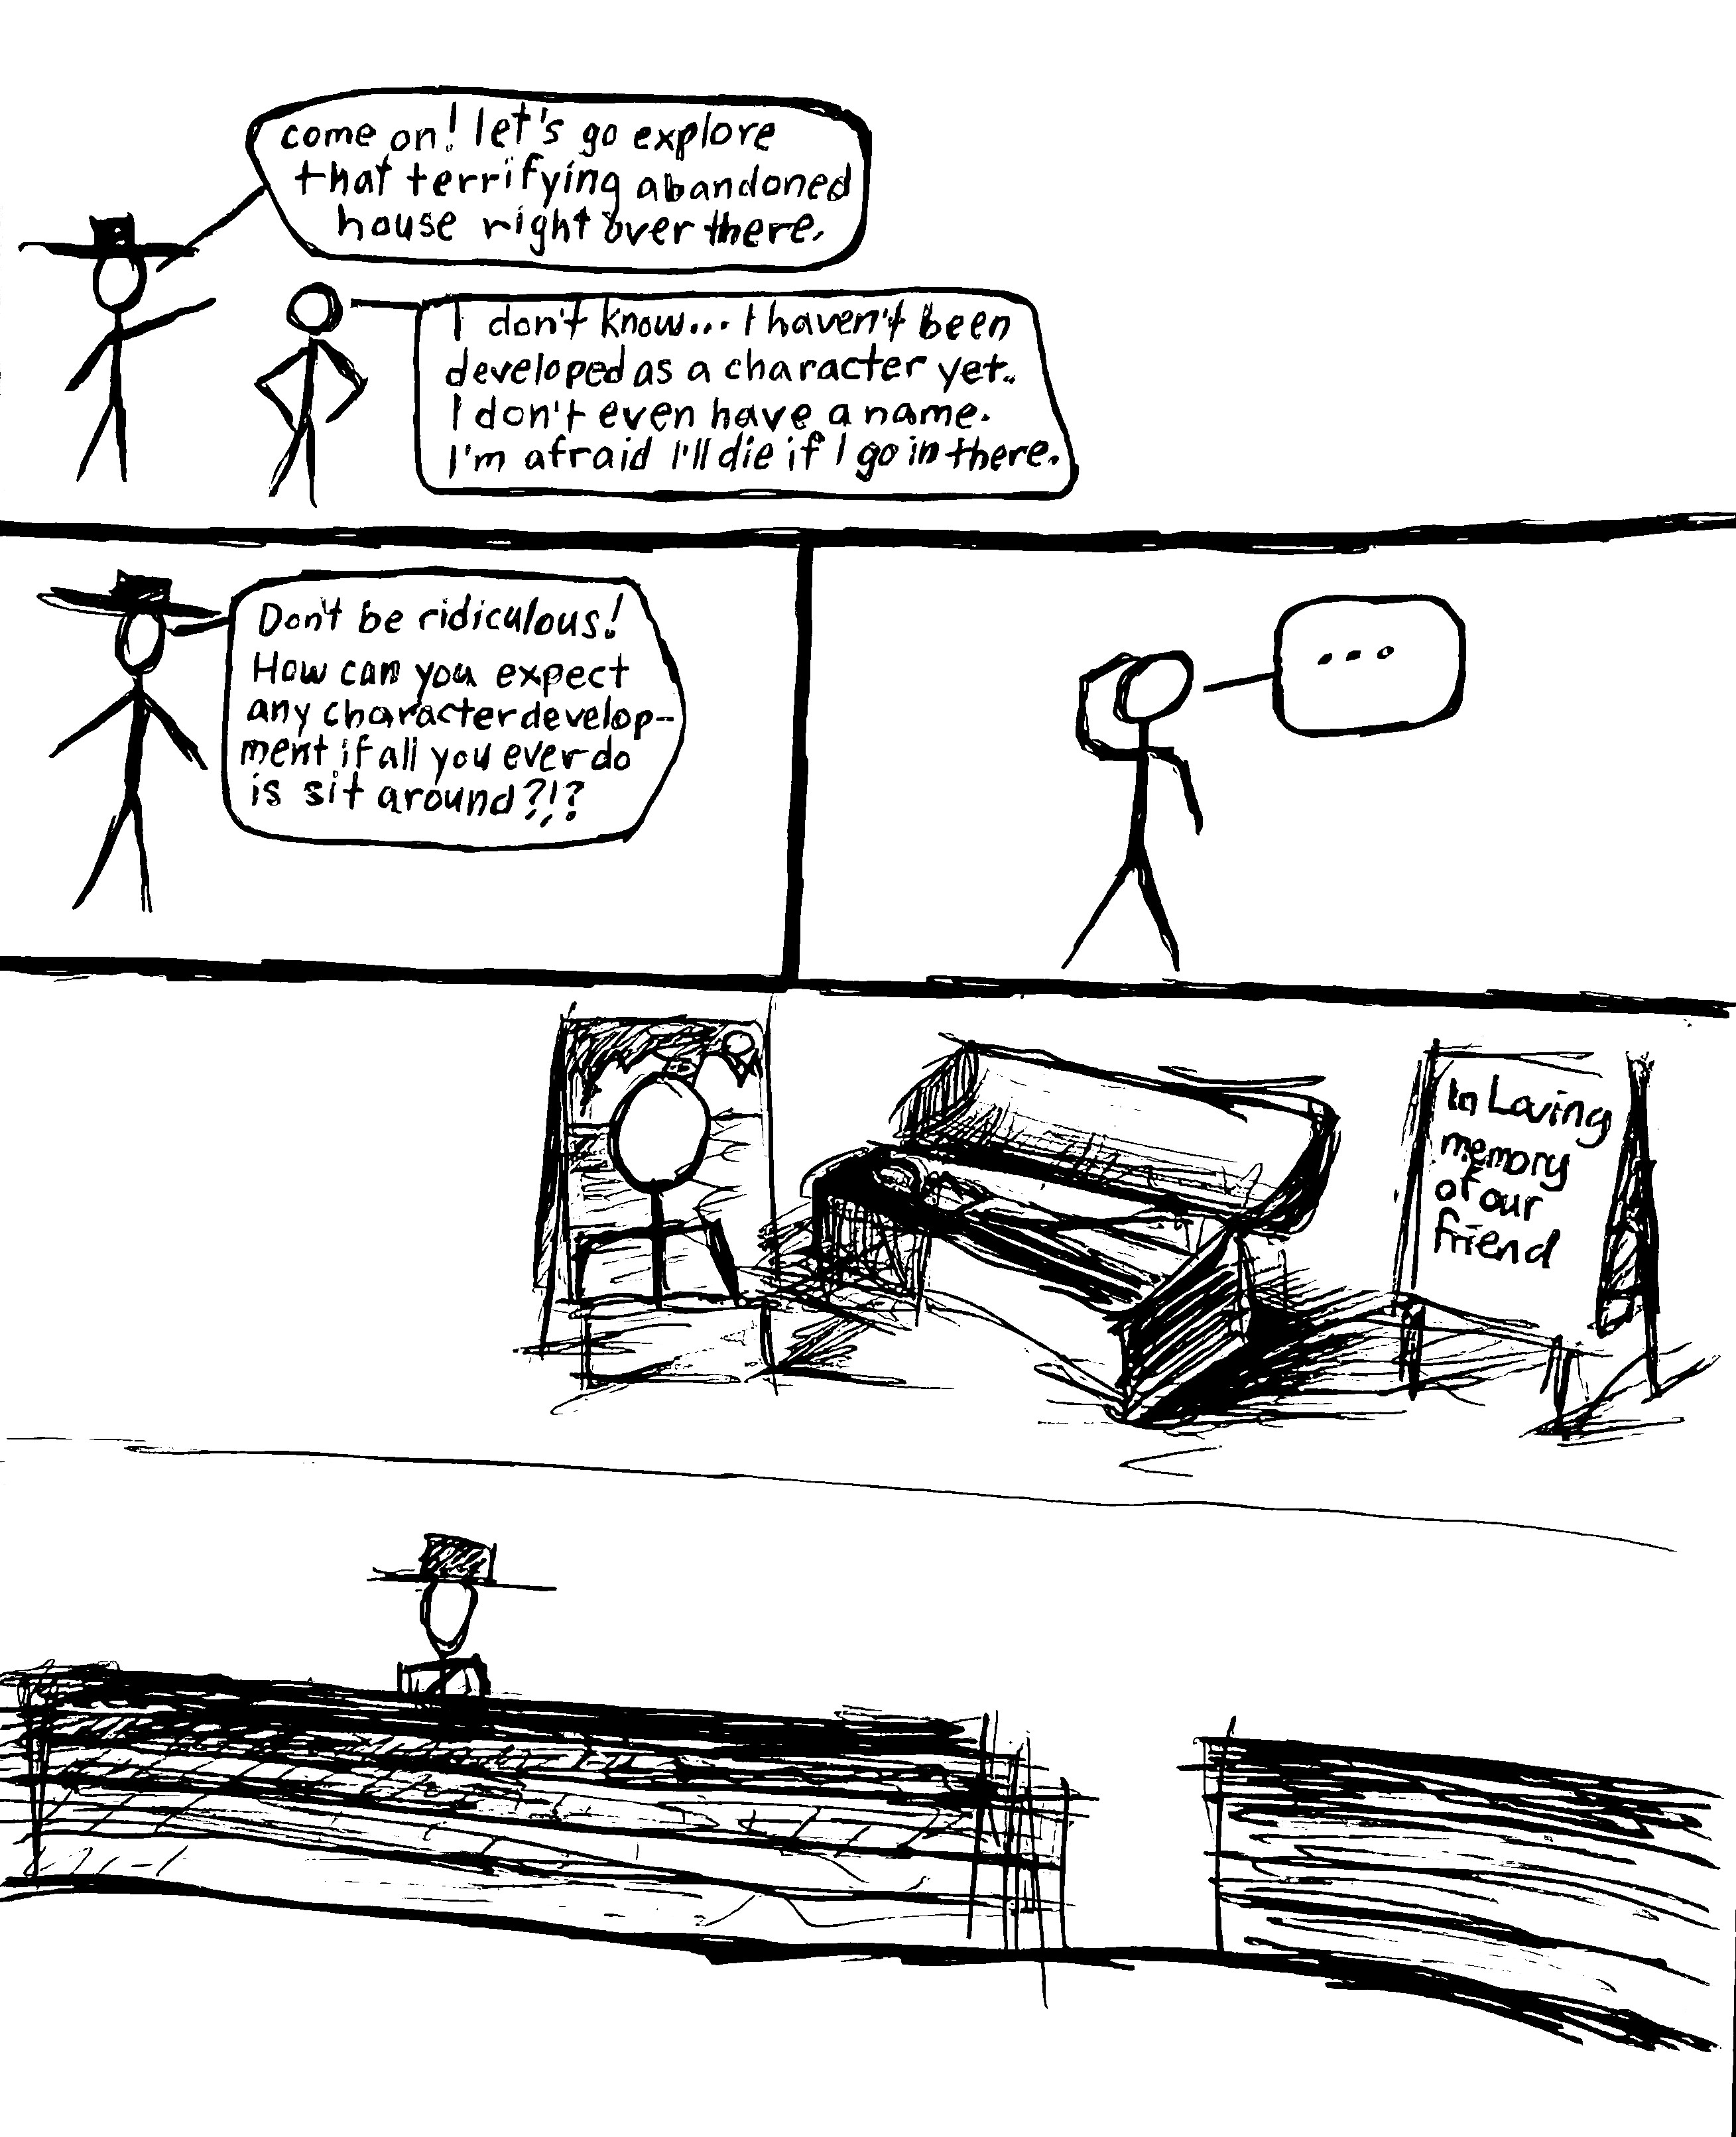 come on! let's go explore
that terrifying abandoned
house right over there.
I don't know... I haven't been
developed as a character yet..
I don't even have a name.
I'm afraid I'll die if I go in there.
Don't be ridiculous!
How can you expect
any character develop-
ment if all you ever do
is sit around?!?
...
In Loving
memory
of our
friend